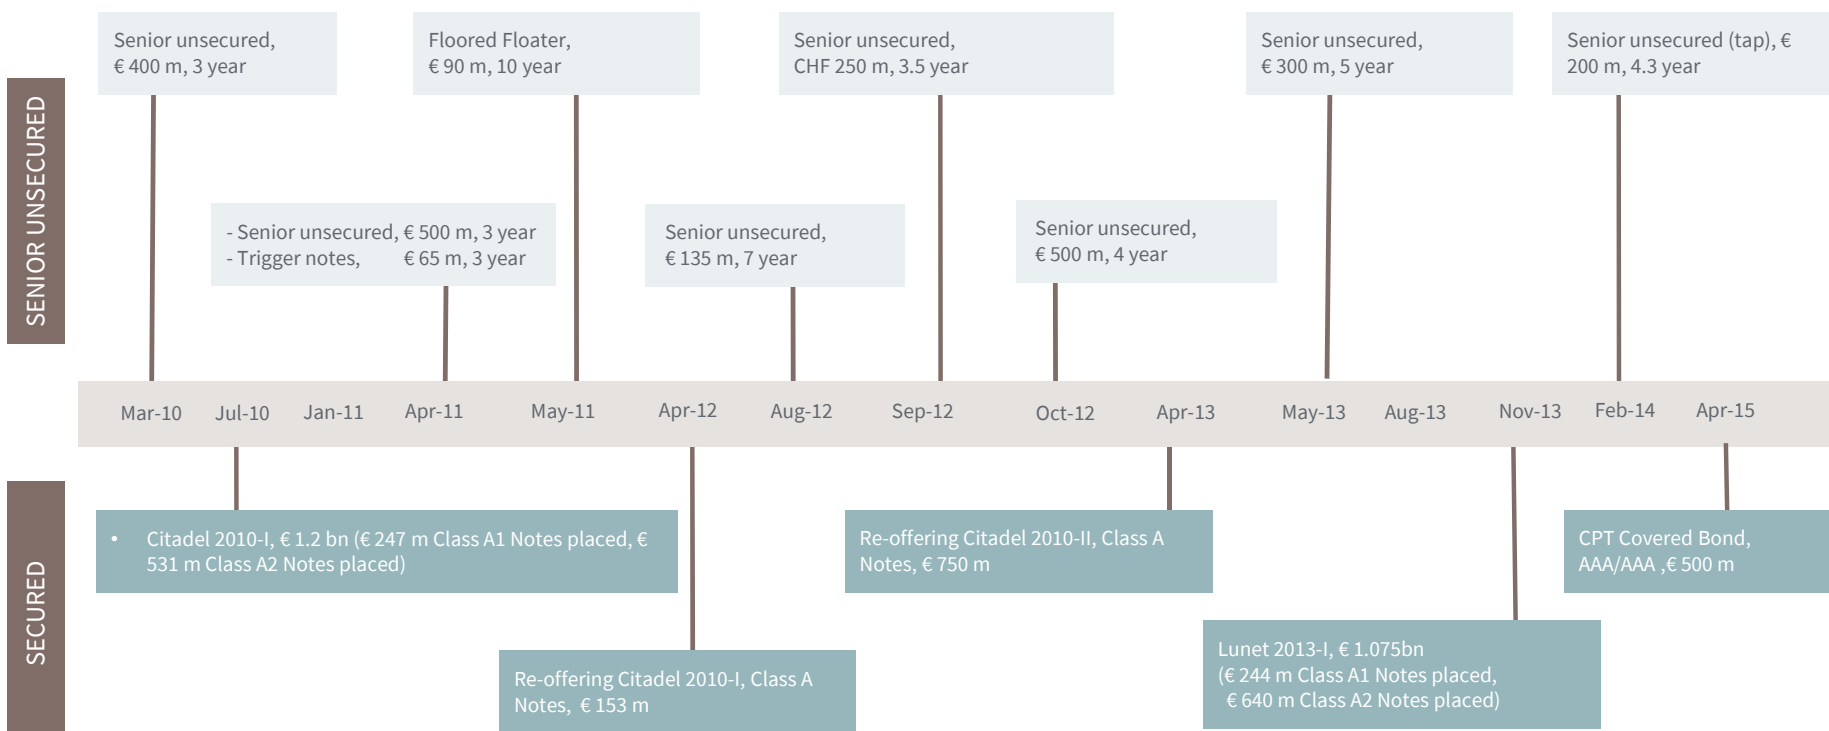 Senior unsecured,
€ 400 m, 3 year
Floored Floater,
€ 90 m, 10 year
Senior unsecured,
CHF 250 m, 3.5 year
Senior unsecured,
€ 300 m, 5 year
Senior unsecured (tap), €
200 m, 4.3 year
SENIOR UNSECURED
- Senior unsecured, € 500 m, 3 year
- Trigger notes, € 65 m, 3 year
Senior unsecured,
€ 135 m, 7 year
Senior unsecured,
€ 500 m, 4 year
Mar-10 Jul-10 Jan-11 Apr-11 May-11 Apr-12 Aug-12 Sep-12 Oct-12 Apr-13 May-13 Aug-13 Nov-13 Feb-14 Apr-15
SECURED
• Citadel 2010-I, € 1.2 bn (€ 247 m Class A1 Notes placed, €
531 m Class A2 Notes placed)
Re-offering Citadel 2010-II, Class A
Notes, € 750 m
CPT Covered Bond,
AAA/AAA ,€ 500 m
Re-offering Citadel 2010-I, Class A
Notes, € 153 m
Lunet 2013-I, € 1.075bn
(€ 244 m Class A1 Notes placed,
€ 640 m Class A2 Notes placed)